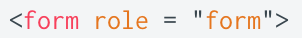 <form role = "form">